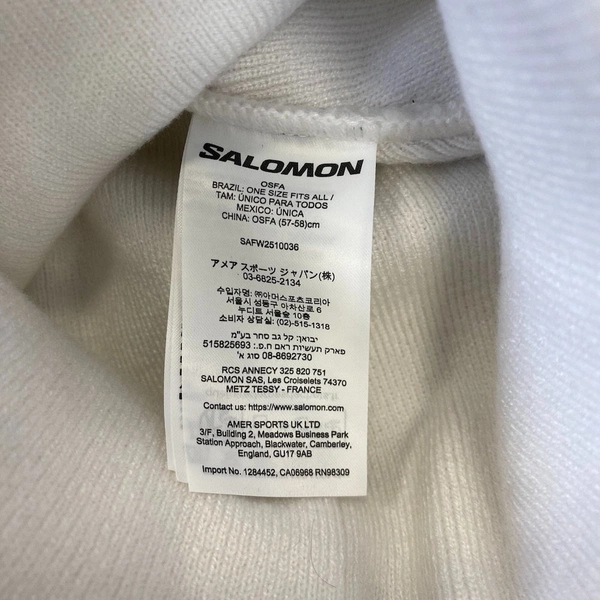 SALOMON
OSFA
BRAZIL: ONE SIZE FITS ALL /
TAM: ÚNICO PARA TODOS
MEXICO: ÚNICA
CHINA: OSFA (57-58)cm
SAFW2510036
アメア スポーツ ジャパン(株)
03-6825-2134
수입자명: ㈜아머스포츠코리아
서울시 성동구 아차산로 6
누디트 서울숲 10층
소비자 상담실: (02)-515-1318
יבואן: קל גב סחר בע"מ
פארק תעשיות ראם ח.פ.: 515825693
08-8692730 סוג א'
RCS ANNECY 325 820 751
SALOMON SAS, Les Croiselets 74370
METZ TESSY - FRANCE
Contact us: https://www.salomon.com
AMER SPORTS UK LTD
3/F, Building 2, Meadows Business Park
Station Approach, Blackwater, Camberley,
England, GU17 9AB
Import No. 1284452, CA06968 RN98309